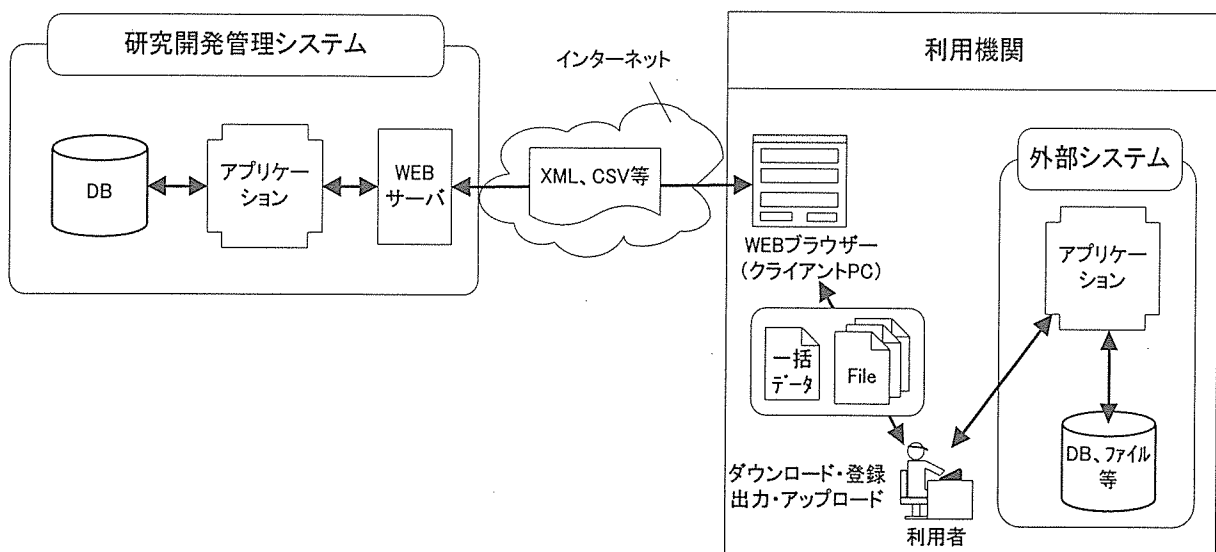 研究開発管理システム
DB
アプリケー
ション
WEB
サーバ
インターネット
XML、CSV等
利用機関
WEBブラウザー
(クライアントPC)
一括
データ
File
ダウンロード・登録
出力・アップロード
利用者
外部システム
アプリケー
ション
DB、ファイル
等